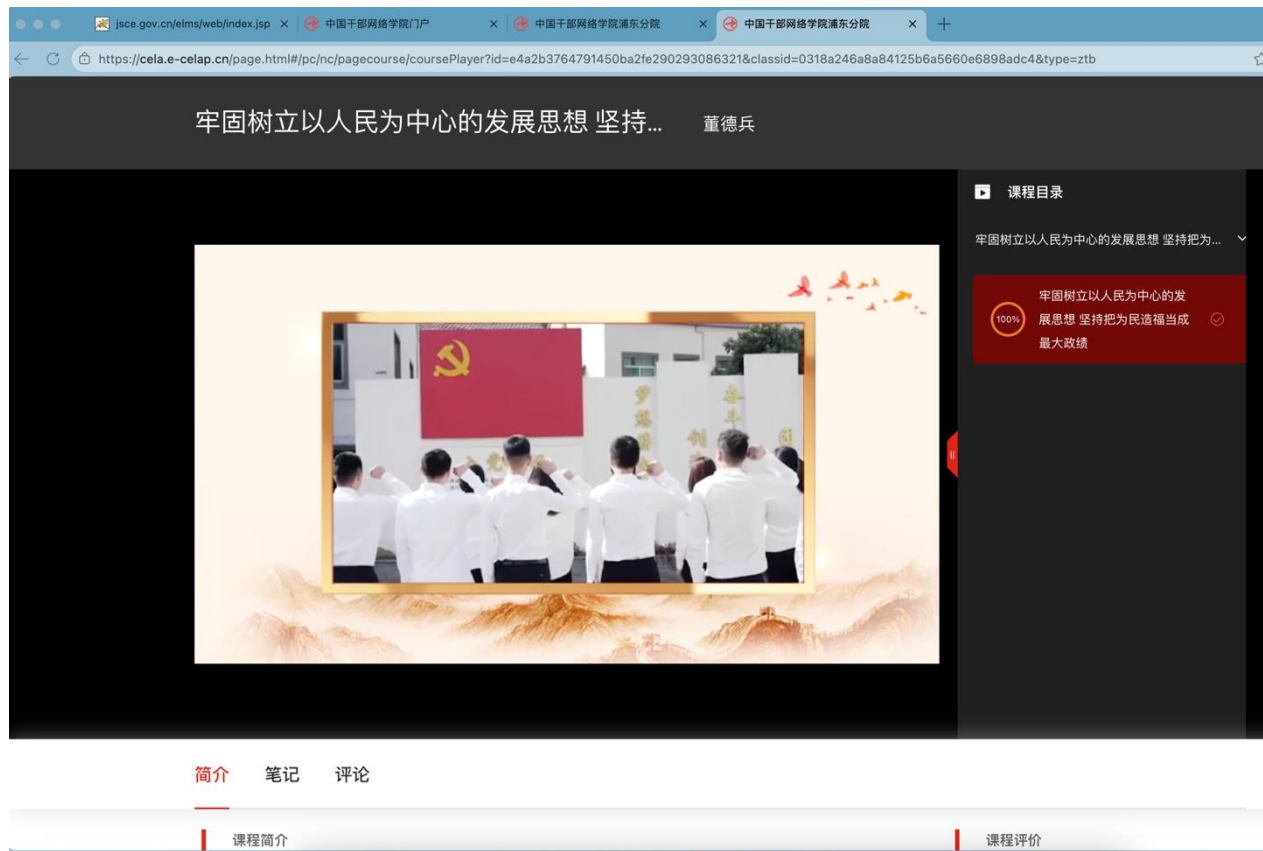 jsce.gov.cn/elms/web/index.jsp
中国干部网络学院门户
中国干部网络学院浦东分院
中国干部网络学院浦东分院
https://cela.e-celap.cn/page.html#/pc/nc/pagecourse/coursePlayer?id=e4a2b3764791450ba2fe290293086321&classid=0318a246a8a84125b6a5660e6898adc4&type=ztb
牢固树立以人民为中心的发展思想 坚持...
董德兵
课程目录
牢固树立以人民为中心的发展思想 坚持把为...
100%
牢固树立以人民为中心的发
展思想 坚持把为民造福当成
最大政绩
梦想
奋斗
创
简介
笔记
评论
课程简介
课程评价